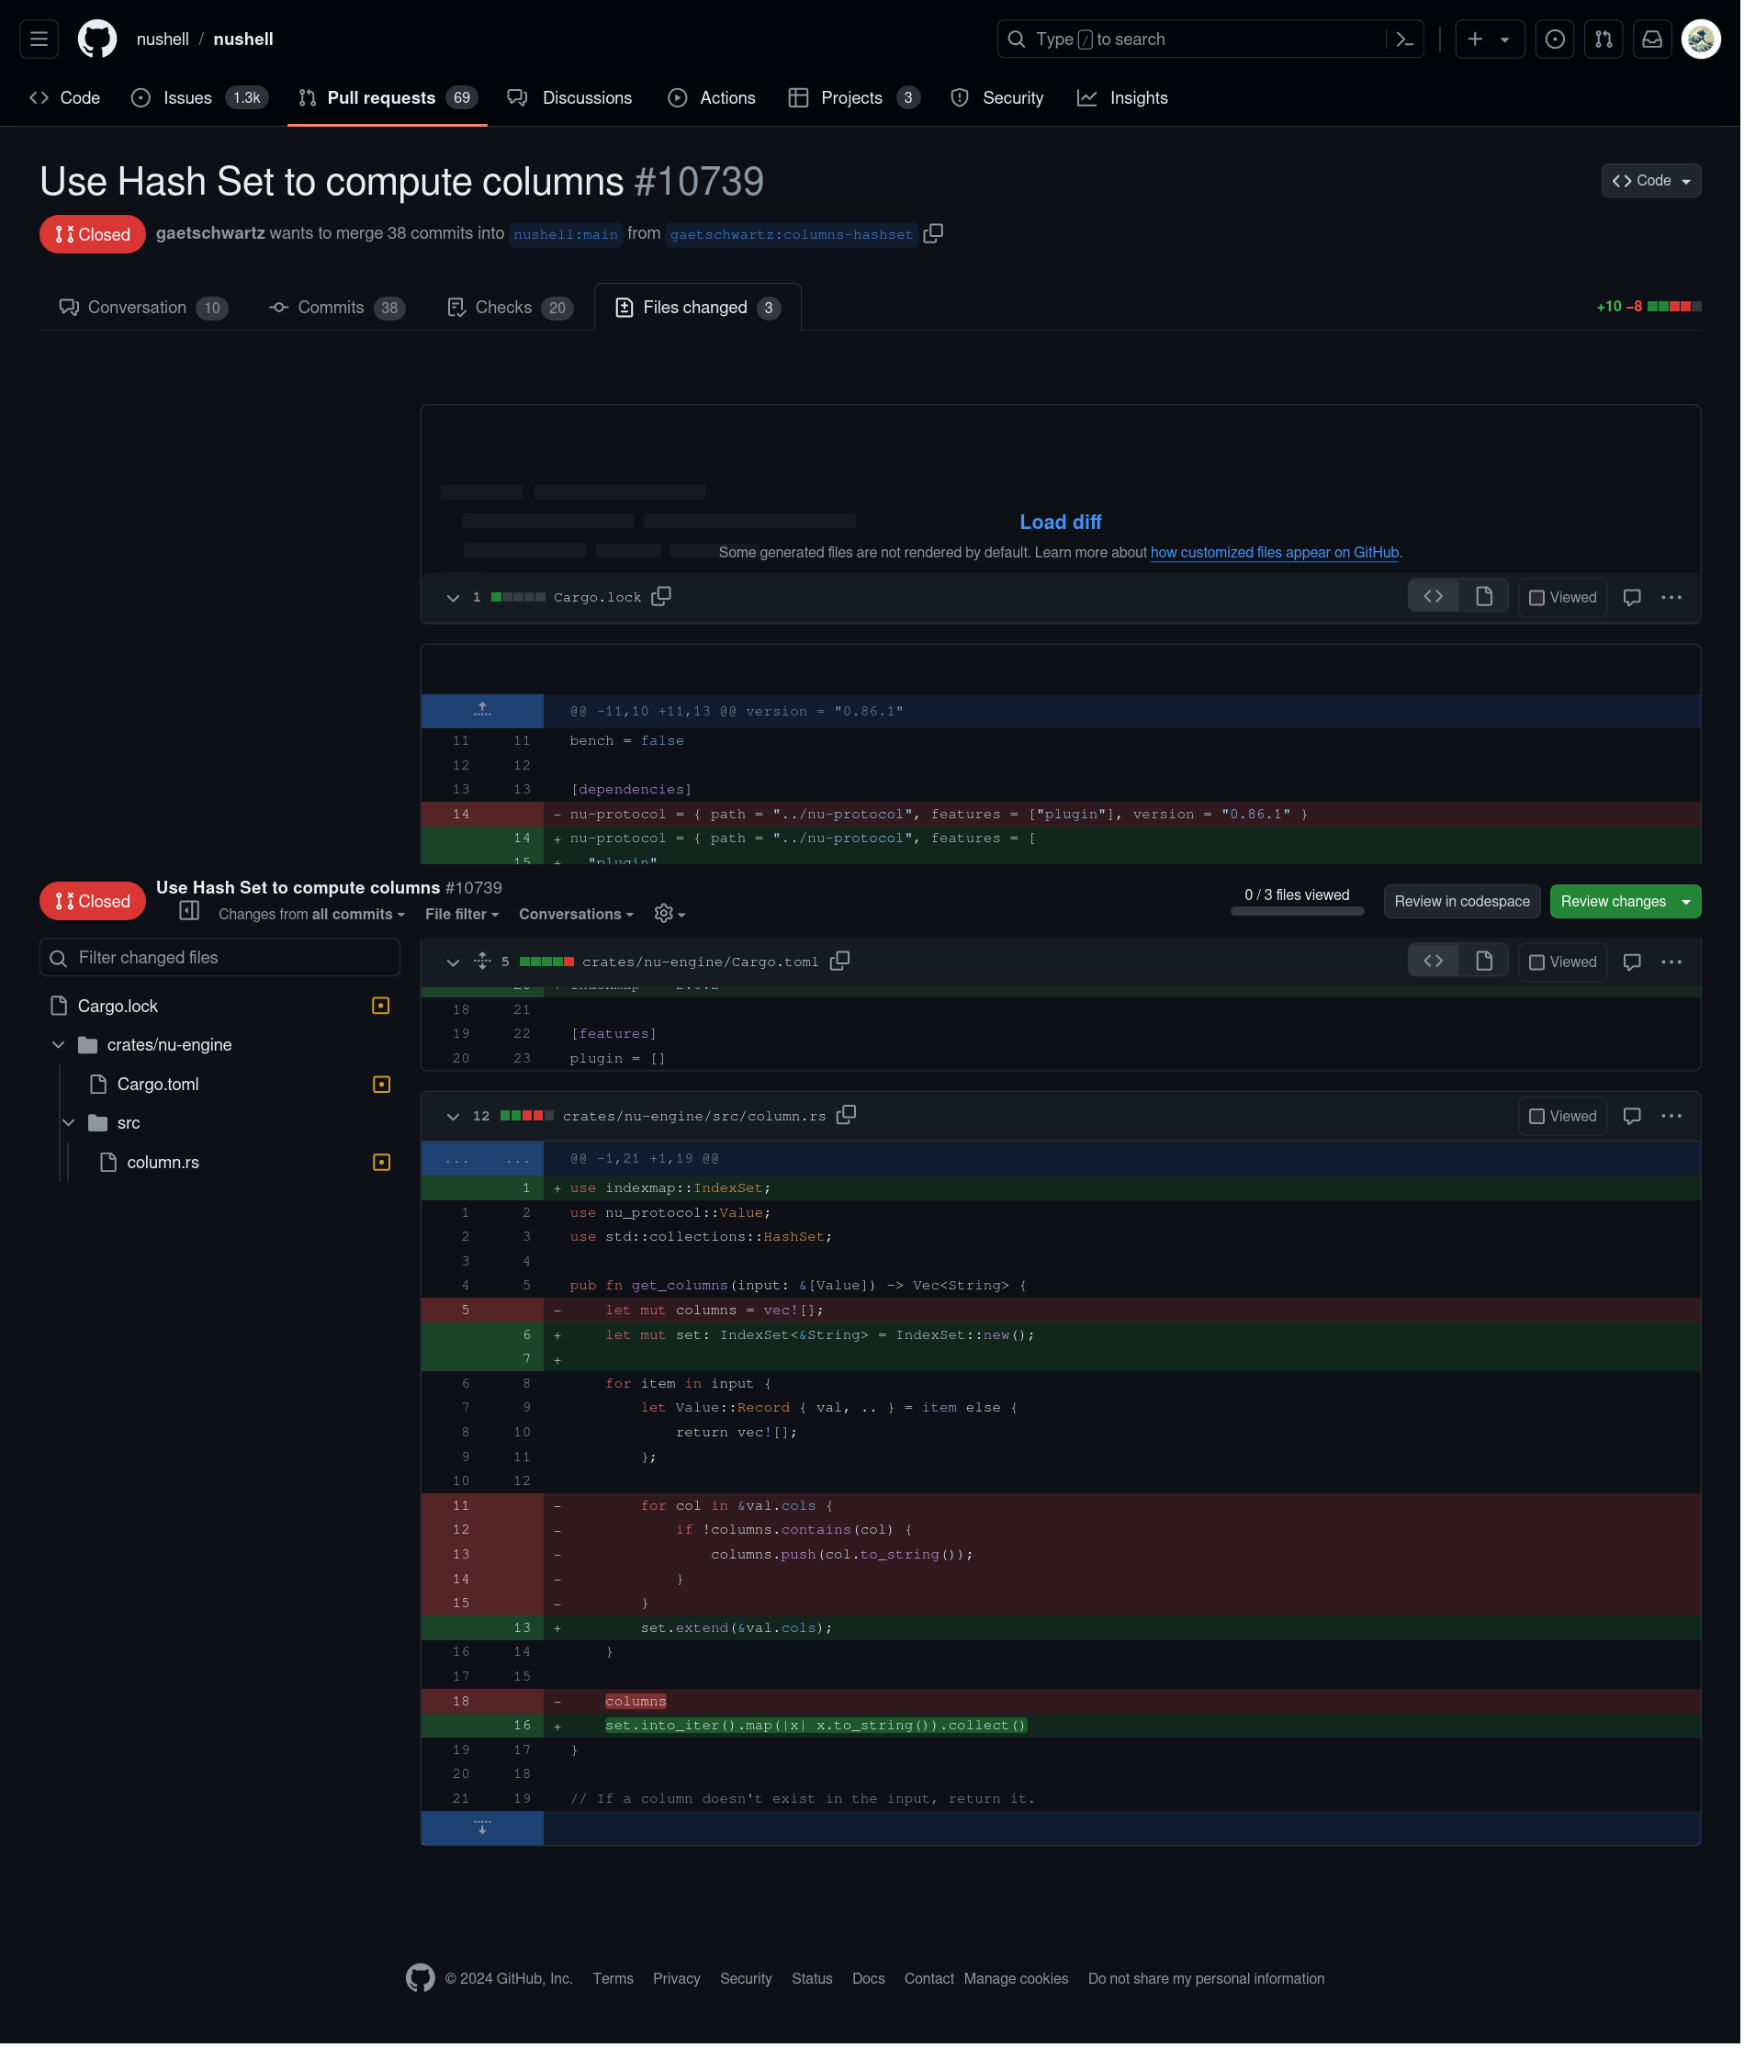 nushell / nushell
Type / to search
Code Issues 1.3k Pull requests 69 Discussions Actions Projects 3 Security Insights
Use Hash Set to compute columns #10739
Code
Closed gaetschwartz wants to merge 38 commits into nushell:main from gaetschwartz:columns-hashset
Conversation 10 Commits 38 Checks 20 Files changed 3
+10 −8
Load diff
Some generated files are not rendered by default. Learn more about how customized files appear on GitHub.
1 Cargo.lock
Viewed
@@ -11,10 +11,13 @@ version = "0.86.1"
11 11 bench = false
12 12
13 13 [dependencies]
14 - nu-protocol = { path = "../nu-protocol", features = ["plugin"], version = "0.86.1" }
14 + nu-protocol = { path = "../nu-protocol", features = [
15 + "plugin"
Closed
Use Hash Set to compute columns #10739
Changes from all commits File filter Conversations
0 / 3 files viewed
Review in codespace
Review changes
Filter changed files
Cargo.lock
crates/nu-engine
Cargo.toml
src
column.rs
5 crates/nu-engine/Cargo.toml
Viewed
18 21
19 22 [features]
20 23 plugin = []
12 crates/nu-engine/src/column.rs
Viewed
... ... @@ -1,21 +1,19 @@
1 + use indexmap::IndexSet;
1 2 use nu_protocol::Value;
2 3 use std::collections::HashSet;
3 4
4 5 pub fn get_columns(input: &[Value]) -> Vec<String> {
5 - let mut columns = vec![];
6 + let mut set: IndexSet<&String> = IndexSet::new();
7 +
6 8 for item in input {
7 9 let Value::Record { val, .. } = item else {
8 10 return vec![];
9 11 };
10 12
11 - for col in &val.cols {
12 - if !columns.contains(col) {
13 - columns.push(col.to_string());
14 - }
15 - }
13 + set.extend(&val.cols);
16 14 }
17 15
18 - columns
16 + set.into_iter().map(|x| x.to_string()).collect()
19 17 }
20 18
21 19 // If a column doesn't exist in the input, return it.
© 2024 GitHub, Inc. Terms Privacy Security Status Docs Contact Manage cookies Do not share my personal information